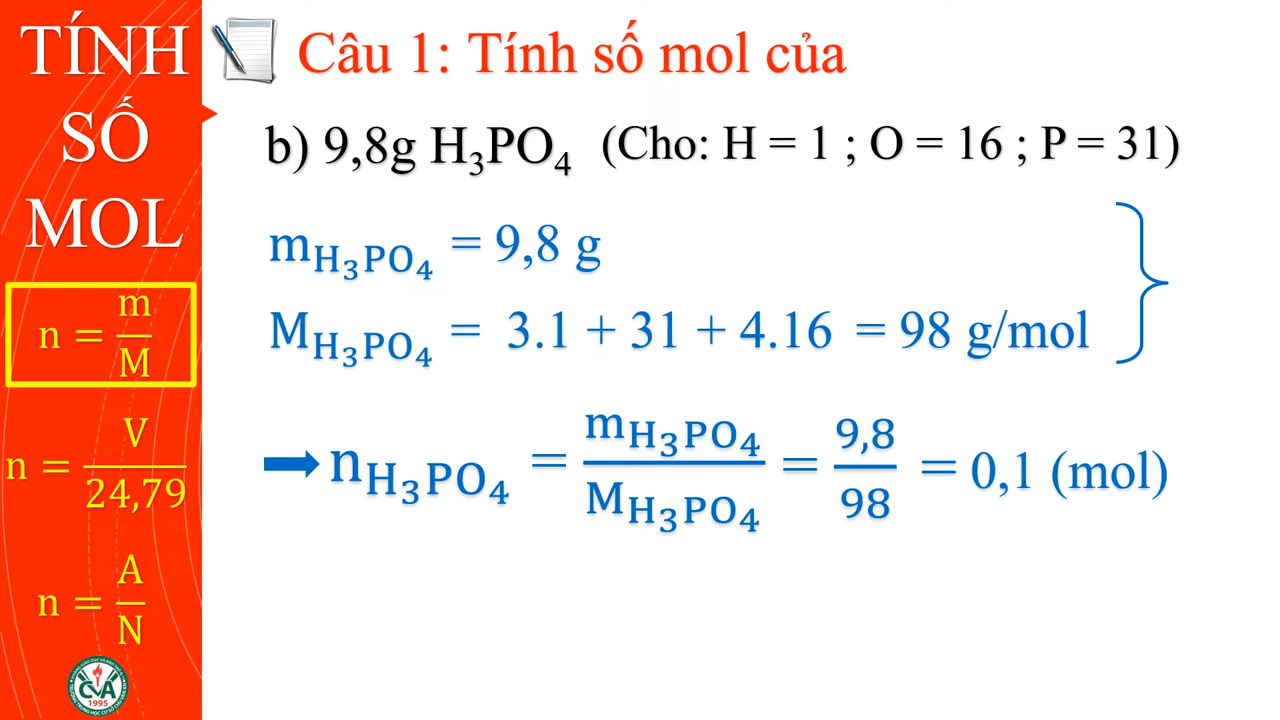 TÍNH
SỐ
MOL
n = m/M
n = V/24,79
n = A/N
CVA
1995
Câu 1: Tính số mol của
b) 9,8g H₃PO₄ (Cho: H = 1 ; O = 16 ; P = 31)
m_H₃PO₄ = 9,8 g
M_H₃PO₄ = 3.1 + 31 + 4.16 = 98 g/mol
n_H₃PO₄ = m_H₃PO₄/M_H₃PO₄ = 9,8/98 = 0,1 (mol)